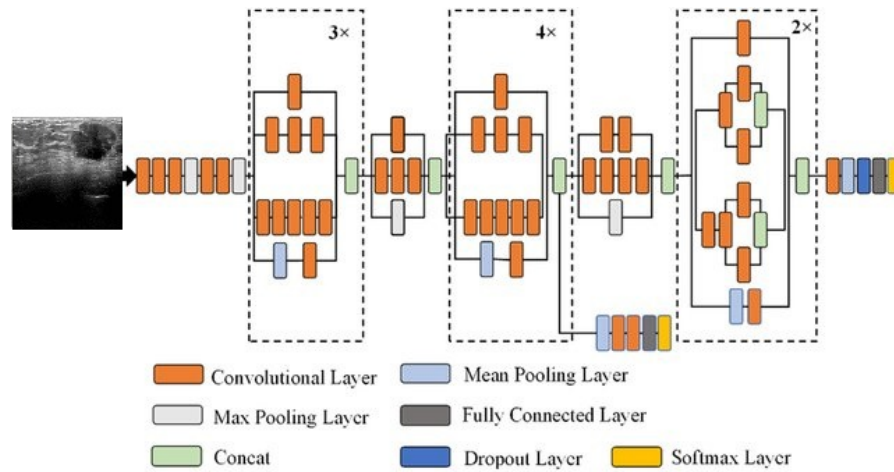 3×
4×
2×
Convolutional Layer
Mean Pooling Layer
Max Pooling Layer
Fully Connected Layer
Concat
Dropout Layer
Softmax Layer